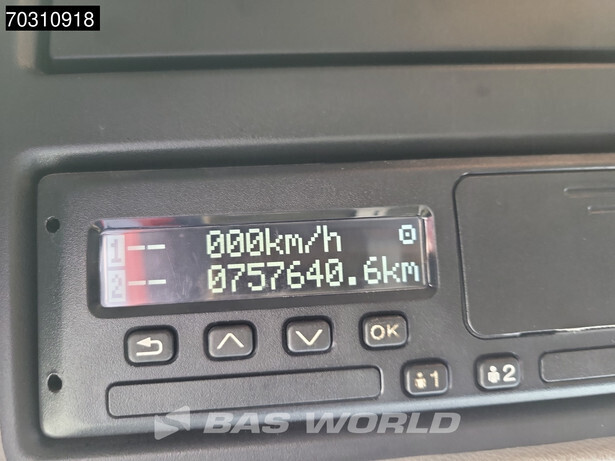 70310918
1 -- 000km/h
2 -- 0757640.6km
OK
1 2
BAS WORLD